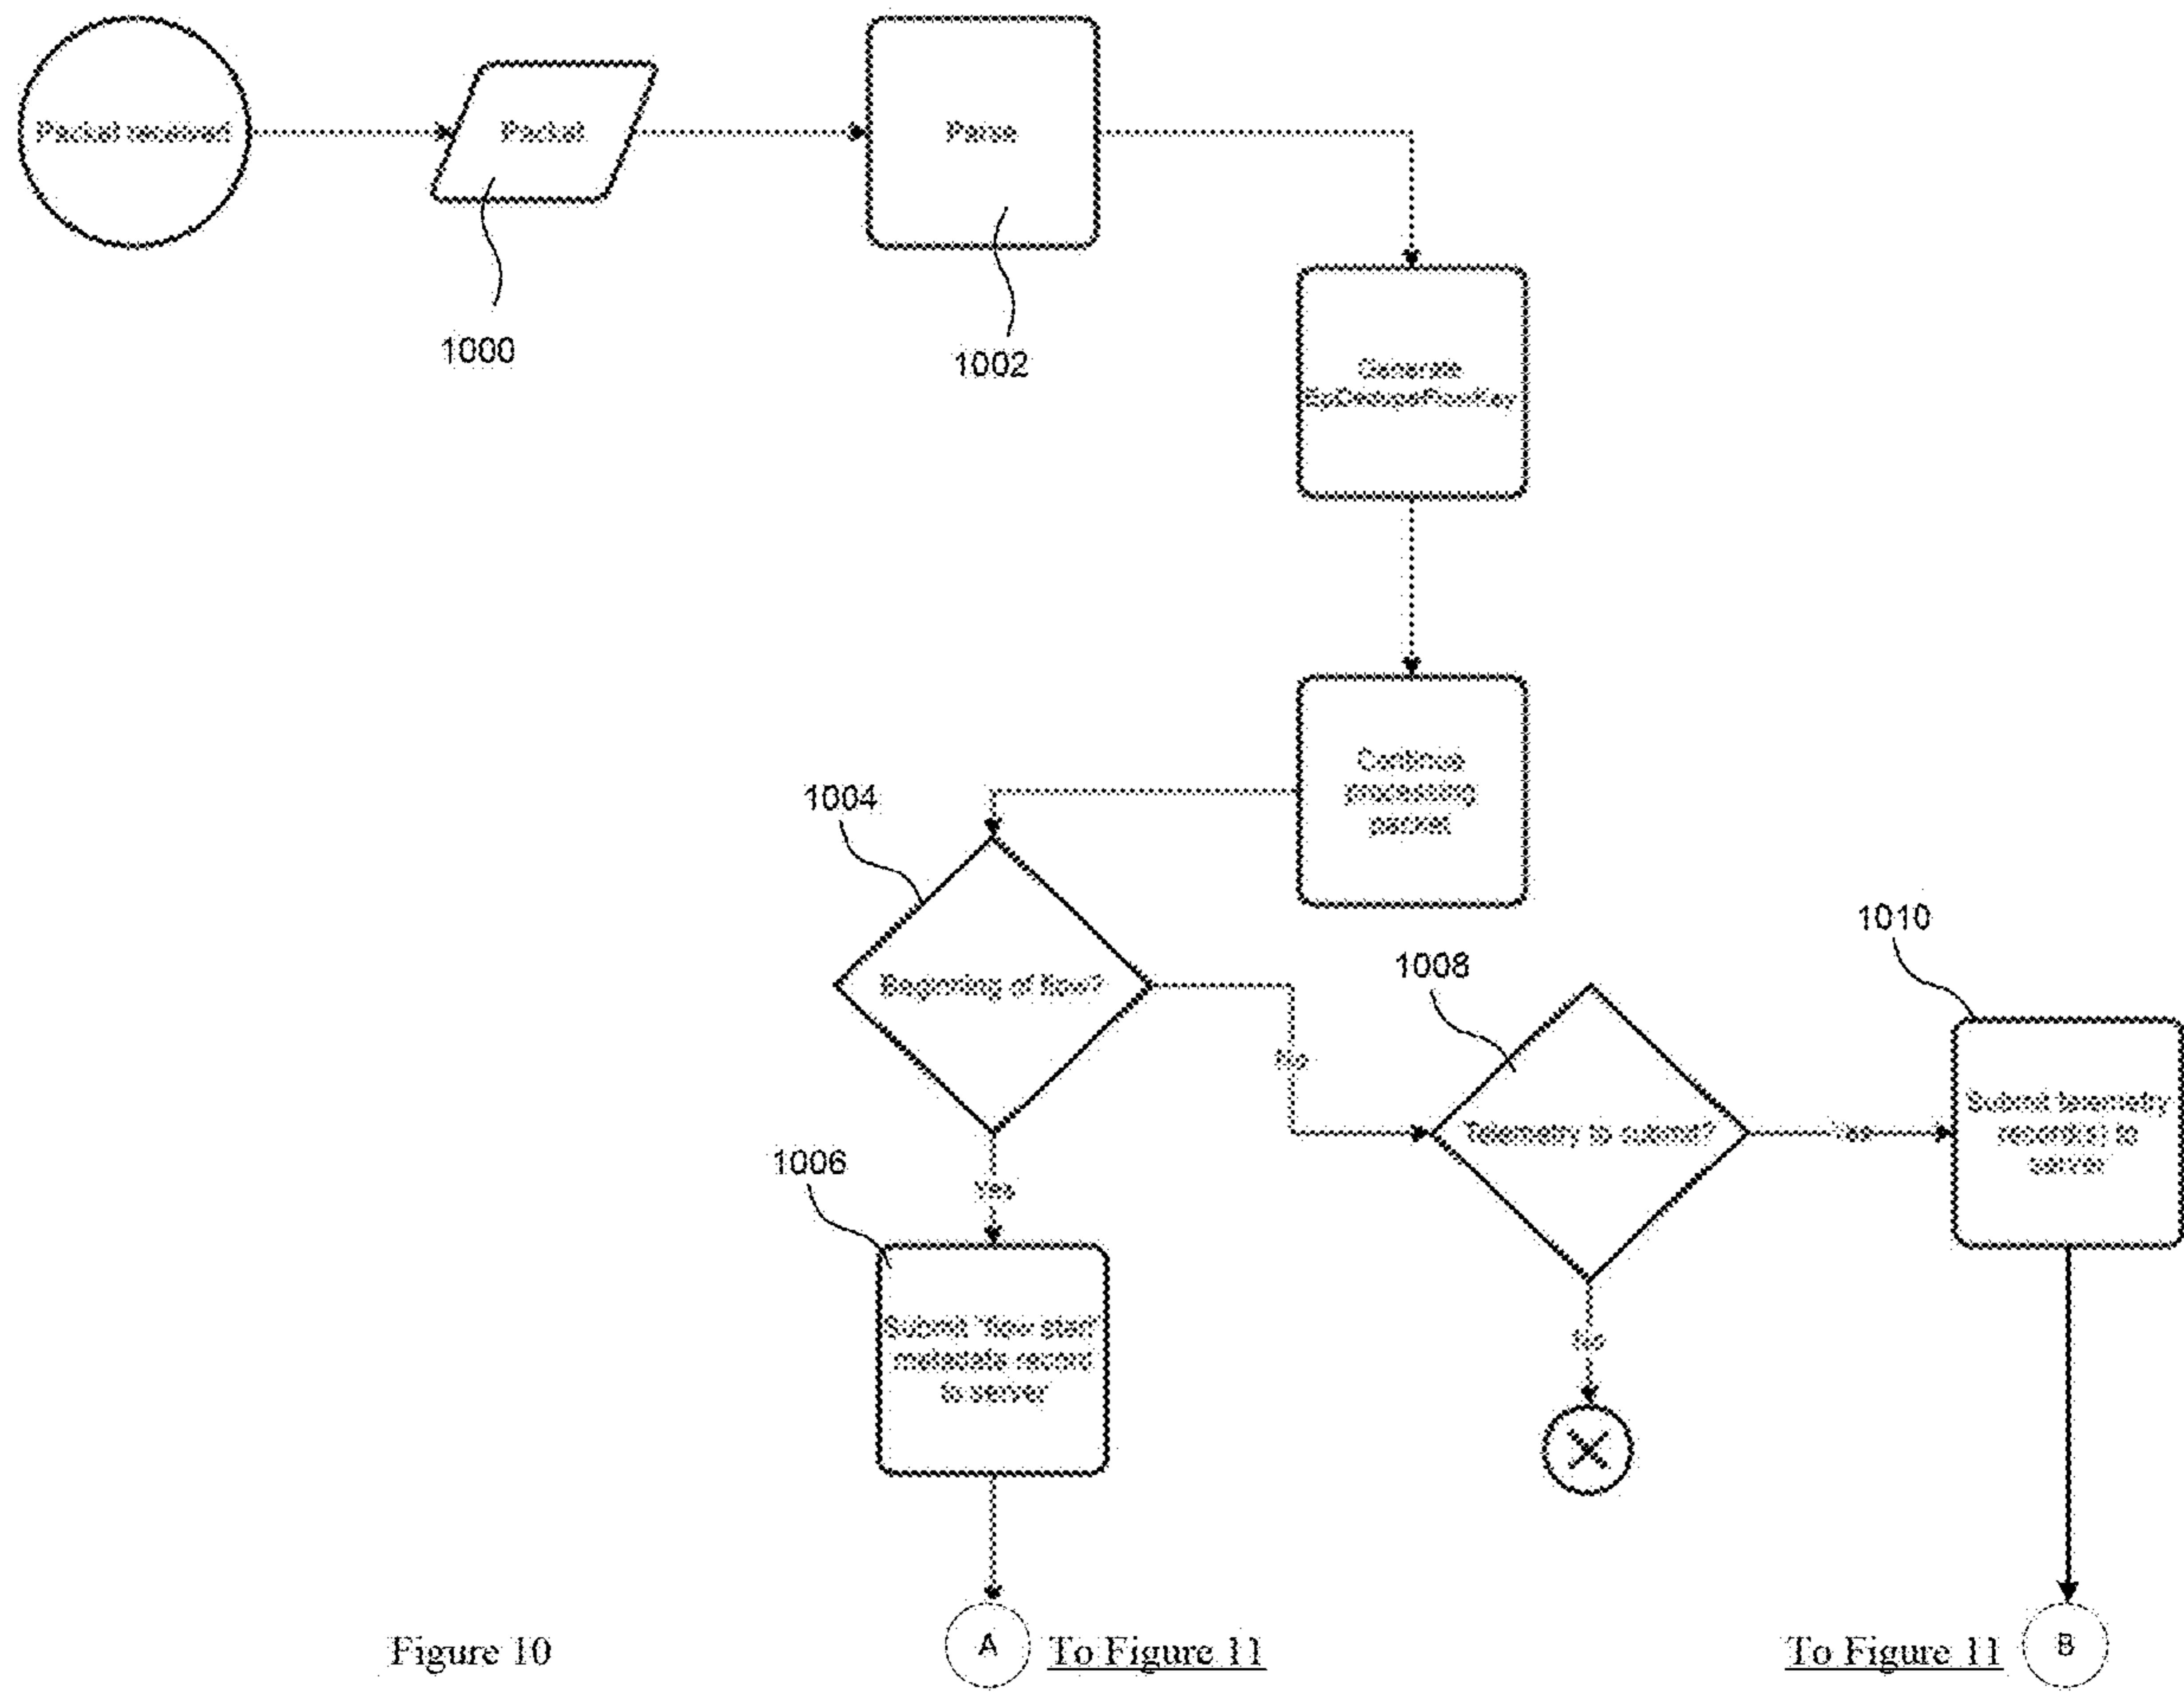 Packet received
Packet
Parse
1000
1002
Generate
Continue
processing
packet
1004
Beginning of flow?
1010
1008
No
Telemetry to submit?
Yes
Submit telemetry
record(s) to
server
1006
Yes
Submit "flow start"
metadata record
to server
No
A
To Figure 11
To Figure 11
B
Figure 10